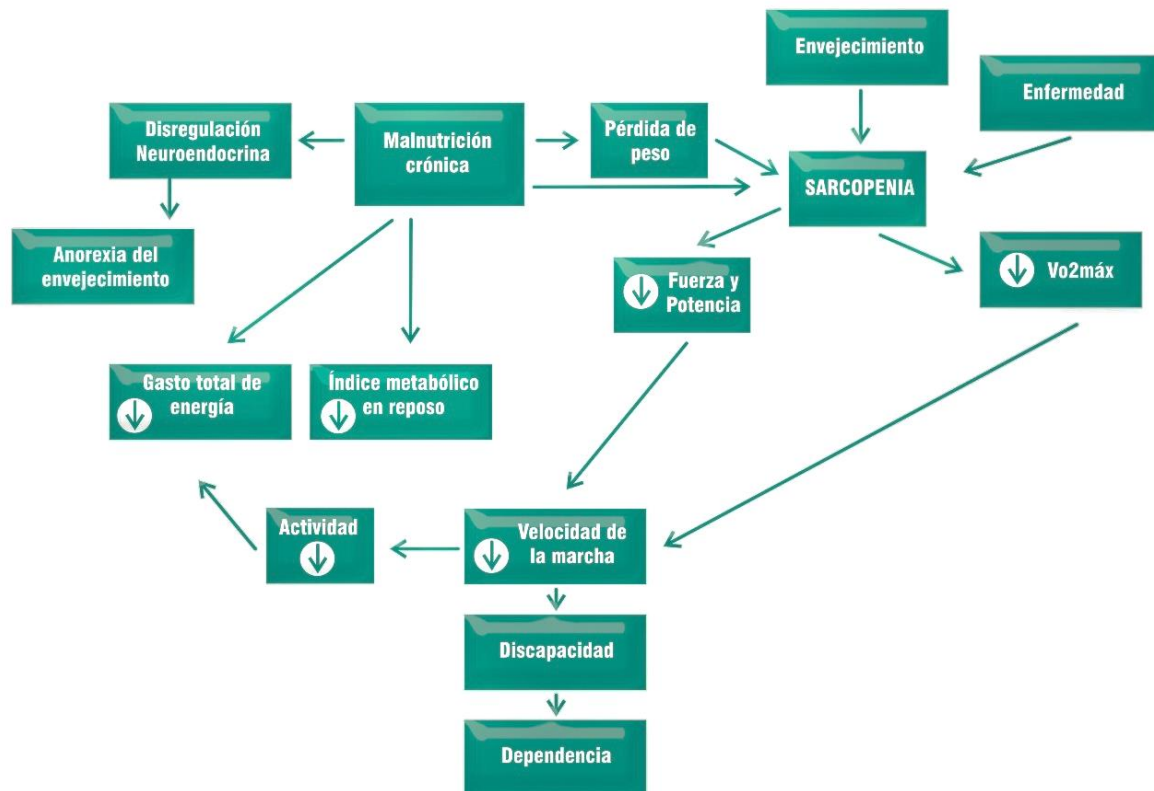 Envejecimiento
Enfermedad
Disregulación
Neuroendocrina
Malnutrición
crónica
Pérdida de
peso
SARCOPENIA
Anorexia del
envejecimiento
Fuerza y
Potencia
Vo2máx
Gasto total de
energía
Índice metabólico
en reposo
Actividad
Velocidad de
la marcha
Discapacidad
Dependencia